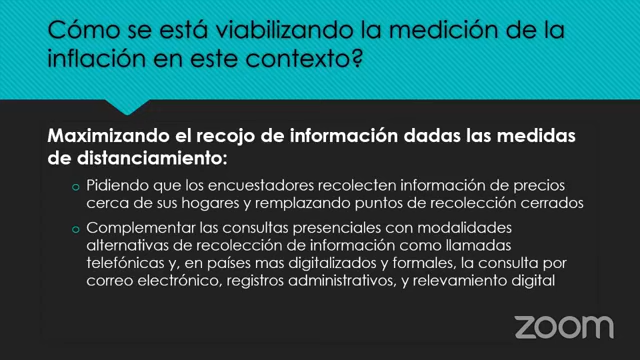 Cómo se está viabilizando la medición de la
inflación en este contexto?
Maximizando el recojo de información dadas las medidas
de distanciamiento:
o Pidiendo que los encuestadores recolecten información de precios
cerca de sus hogares y remplazando puntos de recolección cerrados
o Complementar las consultas presenciales con modalidades
alternativas de recolección de información como llamadas
telefónicas y, en países mas digitalizados y formales, la consulta por
correo electrónico, registros administrativos, y relevamiento digital
zoom